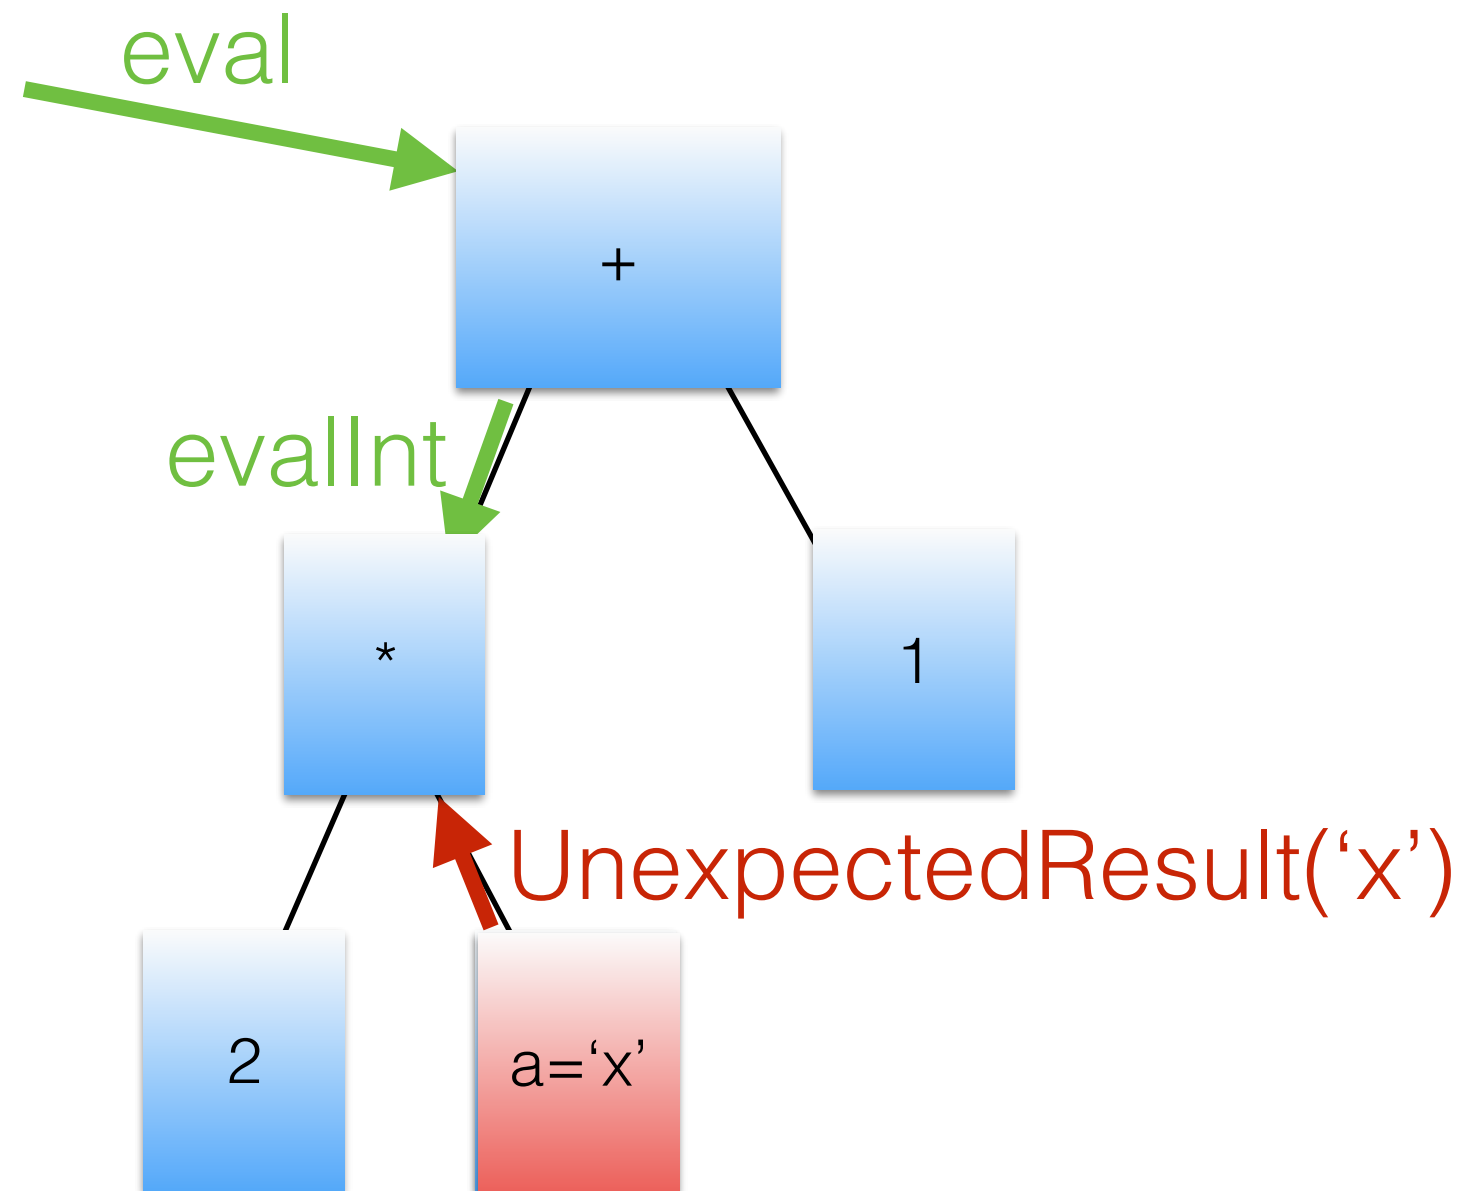 eval
+
evalInt
*
1
UnexpectedResult(‘x’)
2
a=‘x’